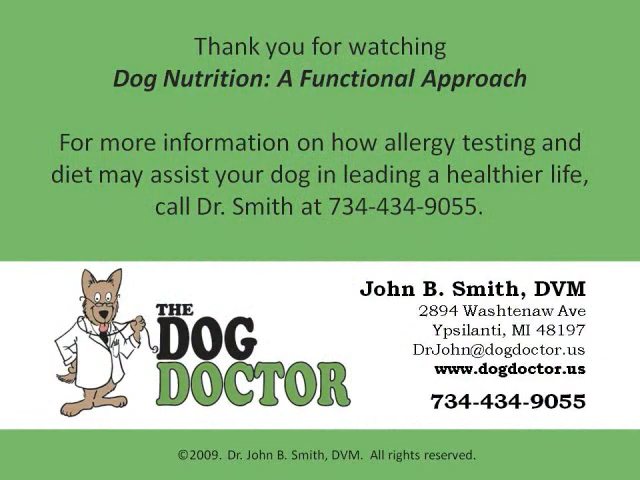 Thank you for watching
Dog Nutrition: A Functional Approach
For more information on how allergy testing and
diet may assist your dog in leading a healthier life,
call Dr. Smith at 734-434-9055.
THE
DOG
DOCTOR
John B. Smith, DVM
2894 Washtenaw Ave
Ypsilanti, MI 48197
DrJohn@dogdoctor.us
www.dogdoctor.us
734-434-9055
©2009. Dr. John B. Smith, DVM. All rights reserved.